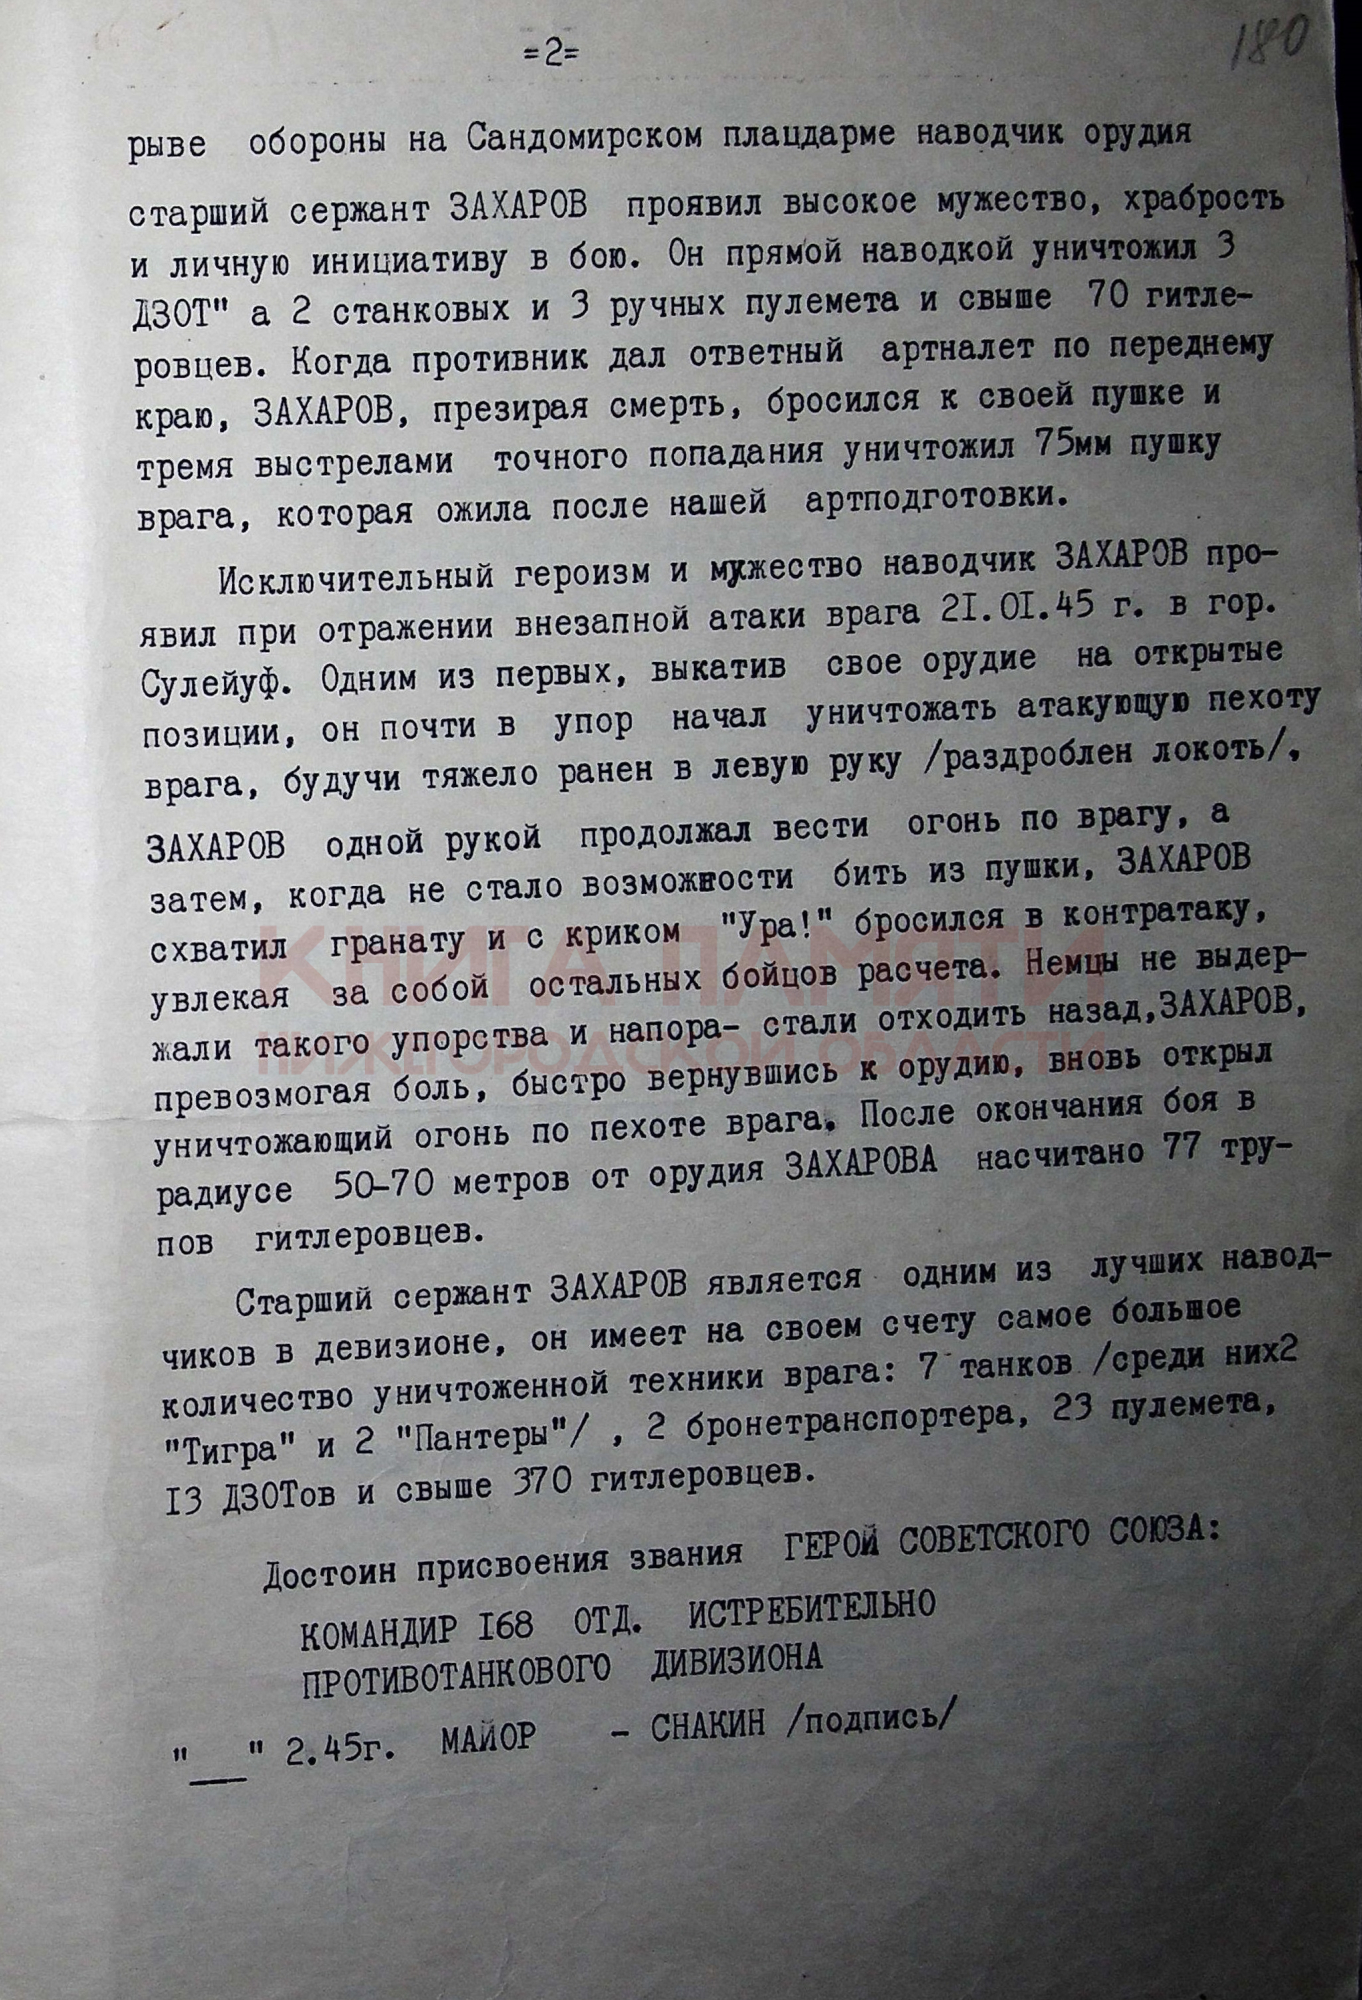 180
=2=
рыве обороны на Сандомирском плацдарме наводчик орудия
старший сержант ЗАХАРОВ проявил высокое мужество, храбрость
и личную инициативу в бою. Он прямой наводкой уничтожил 3
ДЗОТ" а 2 станковых и 3 ручных пулемета и свыше 70 гитле-
ровцев. Когда противник дал ответный артналет по переднему
краю, ЗАХАРОВ, презирая смерть, бросился к своей пушке и
тремя выстрелами точного попадания уничтожил 75мм пушку
врага, которая ожила после нашей артподготовки.
Исключительный героизм и мужество наводчик ЗАХАРОВ про-
явил при отражении внезапной атаки врага 21.01.45 г. в гор.
Сулейуф. Одним из первых, выкатив свое орудие на открытые
позиции, он почти в упор начал уничтожать атакующую пехоту
врага, будучи тяжело ранен в левую руку /раздроблен локоть/,
ЗАХАРОВ одной рукой продолжал вести огонь по врагу, а
затем, когда не стало возможности бить из пушки, ЗАХАРОВ
схватил гранату и с криком "Ура!" бросился в контратаку,
увлекая за собой остальных бойцов расчета. Немцы не выдер-
жали такого упорства и напора- стали отходить назад,ЗАХАРОВ,
превозмогая боль, быстро вернувшись к орудию, вновь открыл
уничтожающий огонь по пехоте врага. После окончания боя в
радиусе 50-70 метров от орудия ЗАХАРОВА насчитано 77 тру-
пов гитлеровцев.
Старший сержант ЗАХАРОВ является одним из лучших навод-
чиков в девизионе, он имеет на своем счету самое большое
количество уничтоженной техники врага: 7 танков /среди них2
"Тигра" и 2 "Пантеры"/ , 2 бронетранспортера, 23 пулемета,
13 ДЗОТов и свыше 370 гитлеровцев.
Достоин присвоения звания ГЕРОЙ СОВЕТСКОГО СОЮЗА:
КОМАНДИР 168 ОТД. ИСТРЕБИТЕЛЬНО
ПРОТИВОТАНКОВОГО ДИВИЗИОНА
"___" 2.45г. МАЙОР - СНАКИН /подпись/
КНИГА ПАМЯТИ
НИЖЕГОРОДСКОЙ ОБЛАСТИ